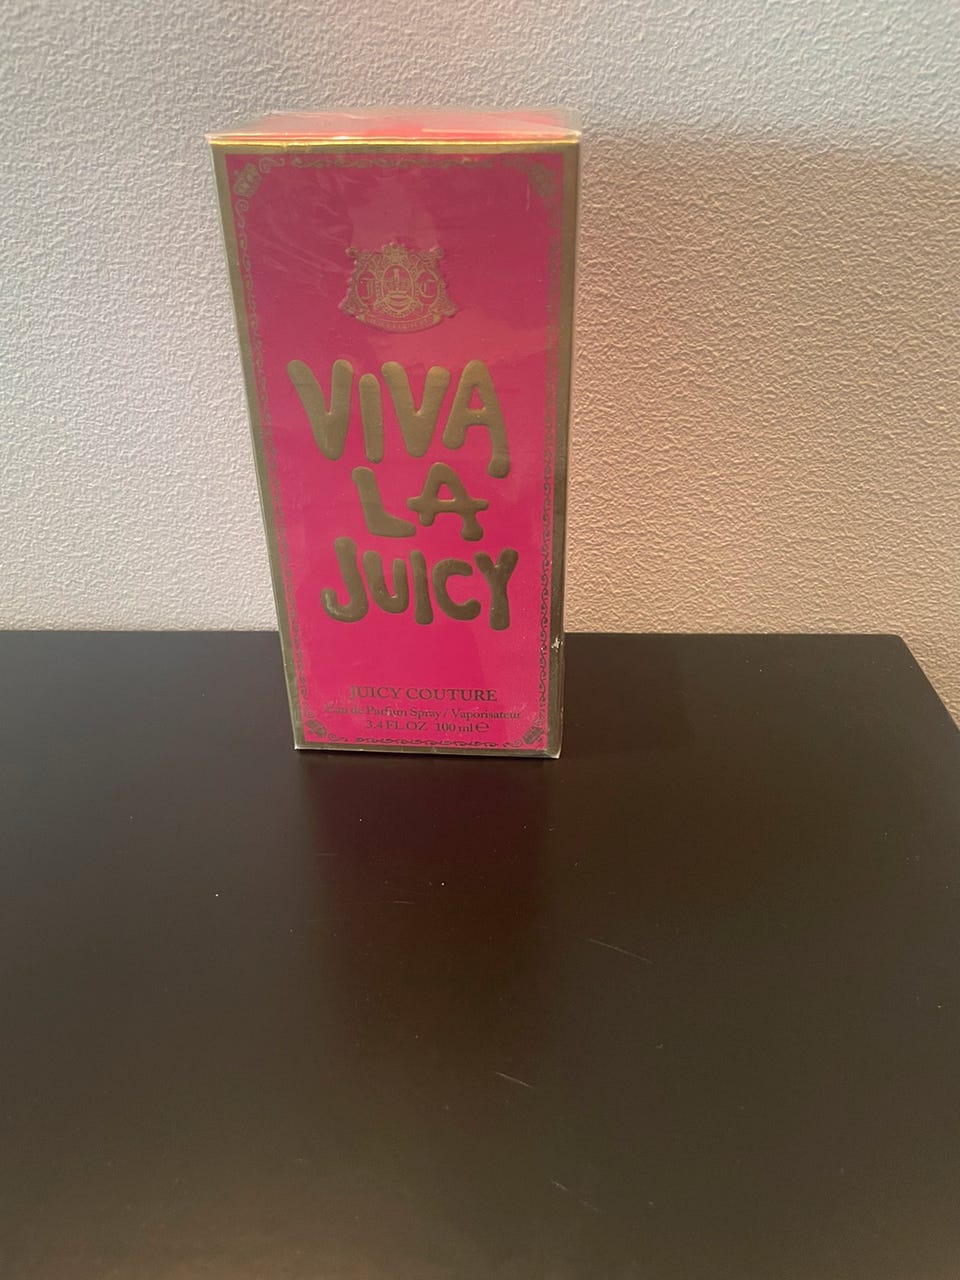 J C
VIVA
LA
JUICY
JUICY COUTURE
Eau de Parfum Spray / Vaporisateur
3.4 FL OZ 100 ml ℮